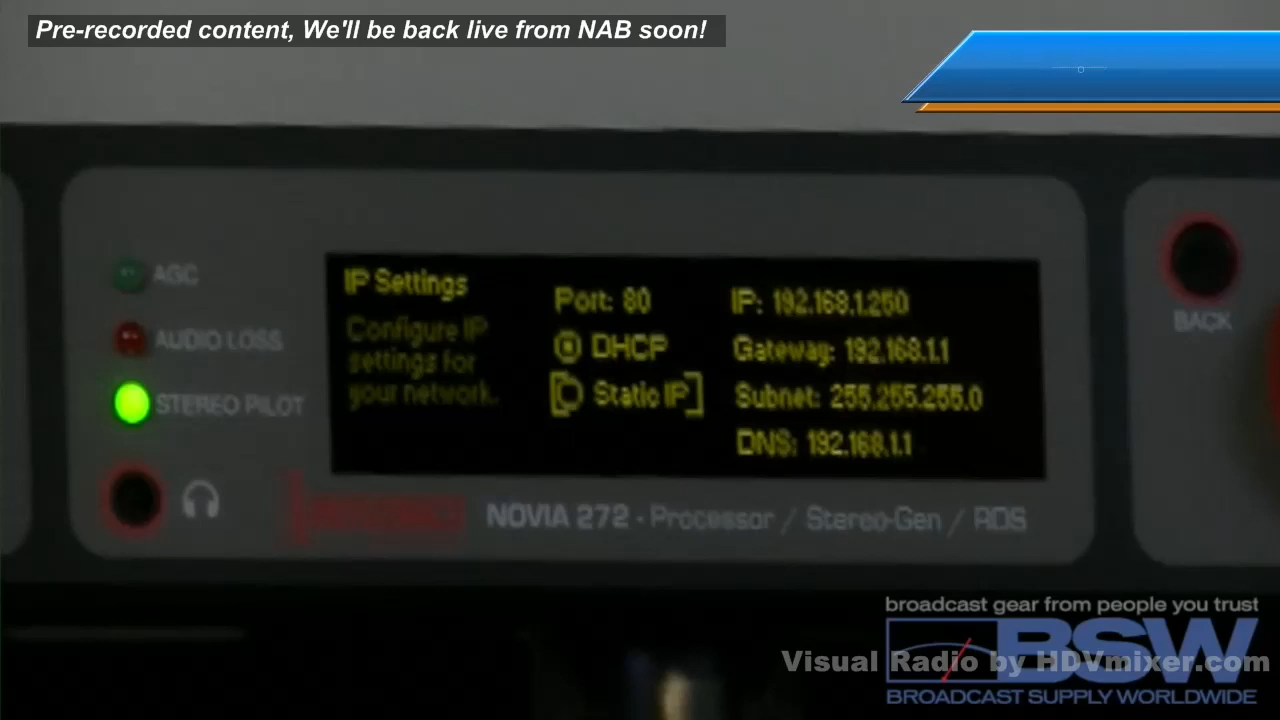 Pre-recorded content, We'll be back live from NAB soon!
AGC
AUDIO LOSS
STEREO PILOT
IP Settings
Configure IP
settings for
your network.
Port: 80
DHCP
[Static IP]
IP: 192.168.1.250
Gateway: 192.168.1.1
Subnet: 255.255.255.0
DNS: 192.168.1.1
BACK
NOVIA 272 - Processor / Stereo-Gen / RDS
broadcast gear from people you trust
BSW
Visual Radio by HDVmixer.com
BROADCAST SUPPLY WORLDWIDE